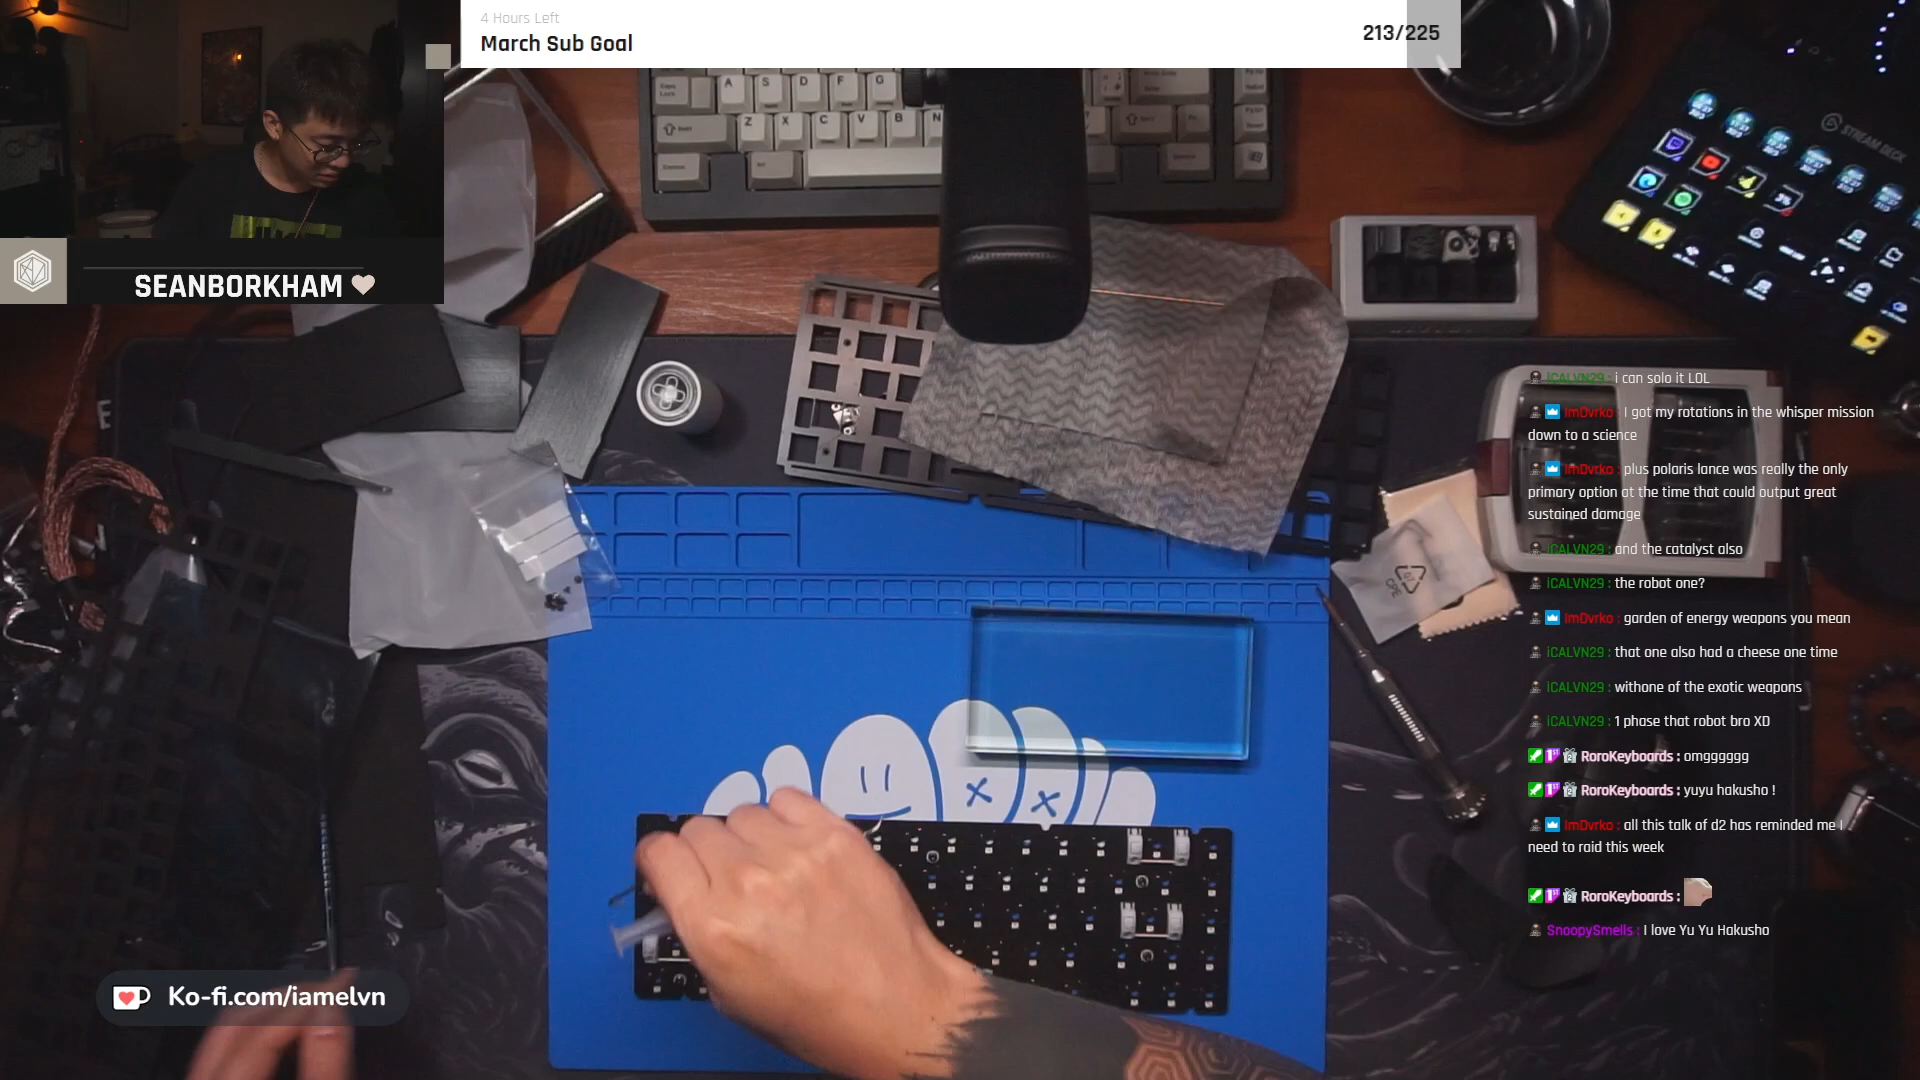 4 Hours Left
March Sub Goal
213/225
SEANBORKHAM
A S D F G
Z X C V B N
STREAM DECK
iCALVN29 : i can solo it LOL
ImDvrko : I got my rotations in the whisper mission
down to a science
ImDvrko : plus polaris lance was really the only
primary option at the time that could output great
sustained damage
iCALVN29 : and the catalyst also
iCALVN29 : the robot one?
ImDvrko : garden of energy weapons you mean
iCALVN29 : that one also had a cheese one time
iCALVN29 : withone of the exotic weapons
iCALVN29 : 1 phase that robot bro XD
RoroKeyboards : omgggggg
RoroKeyboards : yuyu hakusho !
ImDvrko : all this talk of d2 has reminded me I
need to raid this week
RoroKeyboards :
SnoopySmells : I love Yu Yu Hakusho
Ko-fi.com/iamelvn